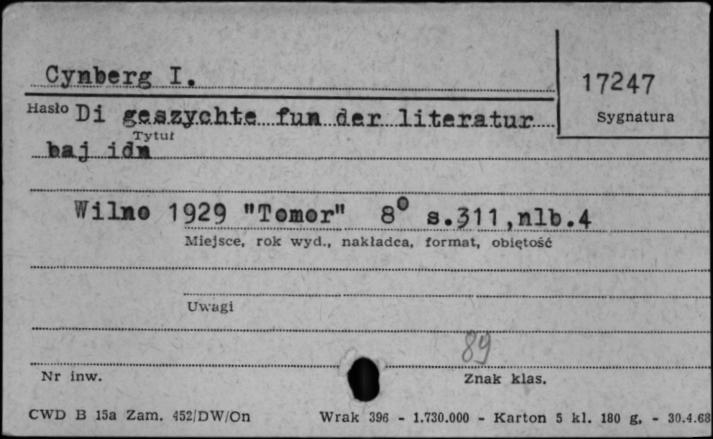 Cynberg I.
17247
Hasło Di geszychte fun der literatur
Sygnatura
Tytuł
baj idn
Wilno 1929 "Tomor" 8° s.311,nlb.4
Miejsce, rok wyd., nakładca, format, objętość
Uwagi
89
Nr inw.
Znak klas.
CWD B 15a Zam. 452/DW/On Wrak 396 - 1.730.000 - Karton 5 kl. 180 g. - 30.4.68